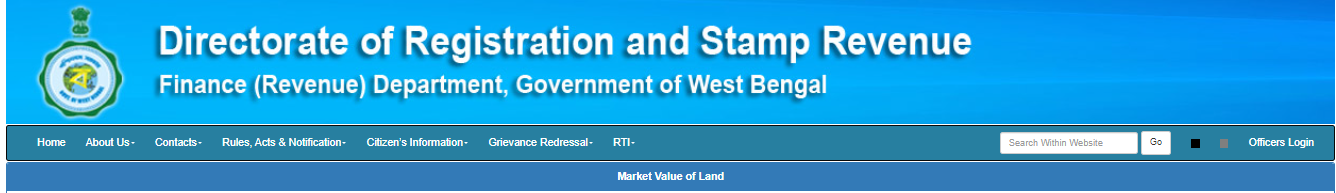 Directorate of Registration and Stamp Revenue
Finance (Revenue) Department, Government of West Bengal
Home About Us Contacts Rules, Acts & Notification Citizen's Information Grievance Redressal RTI Search Within Website Go Officers Login
Market Value of Land